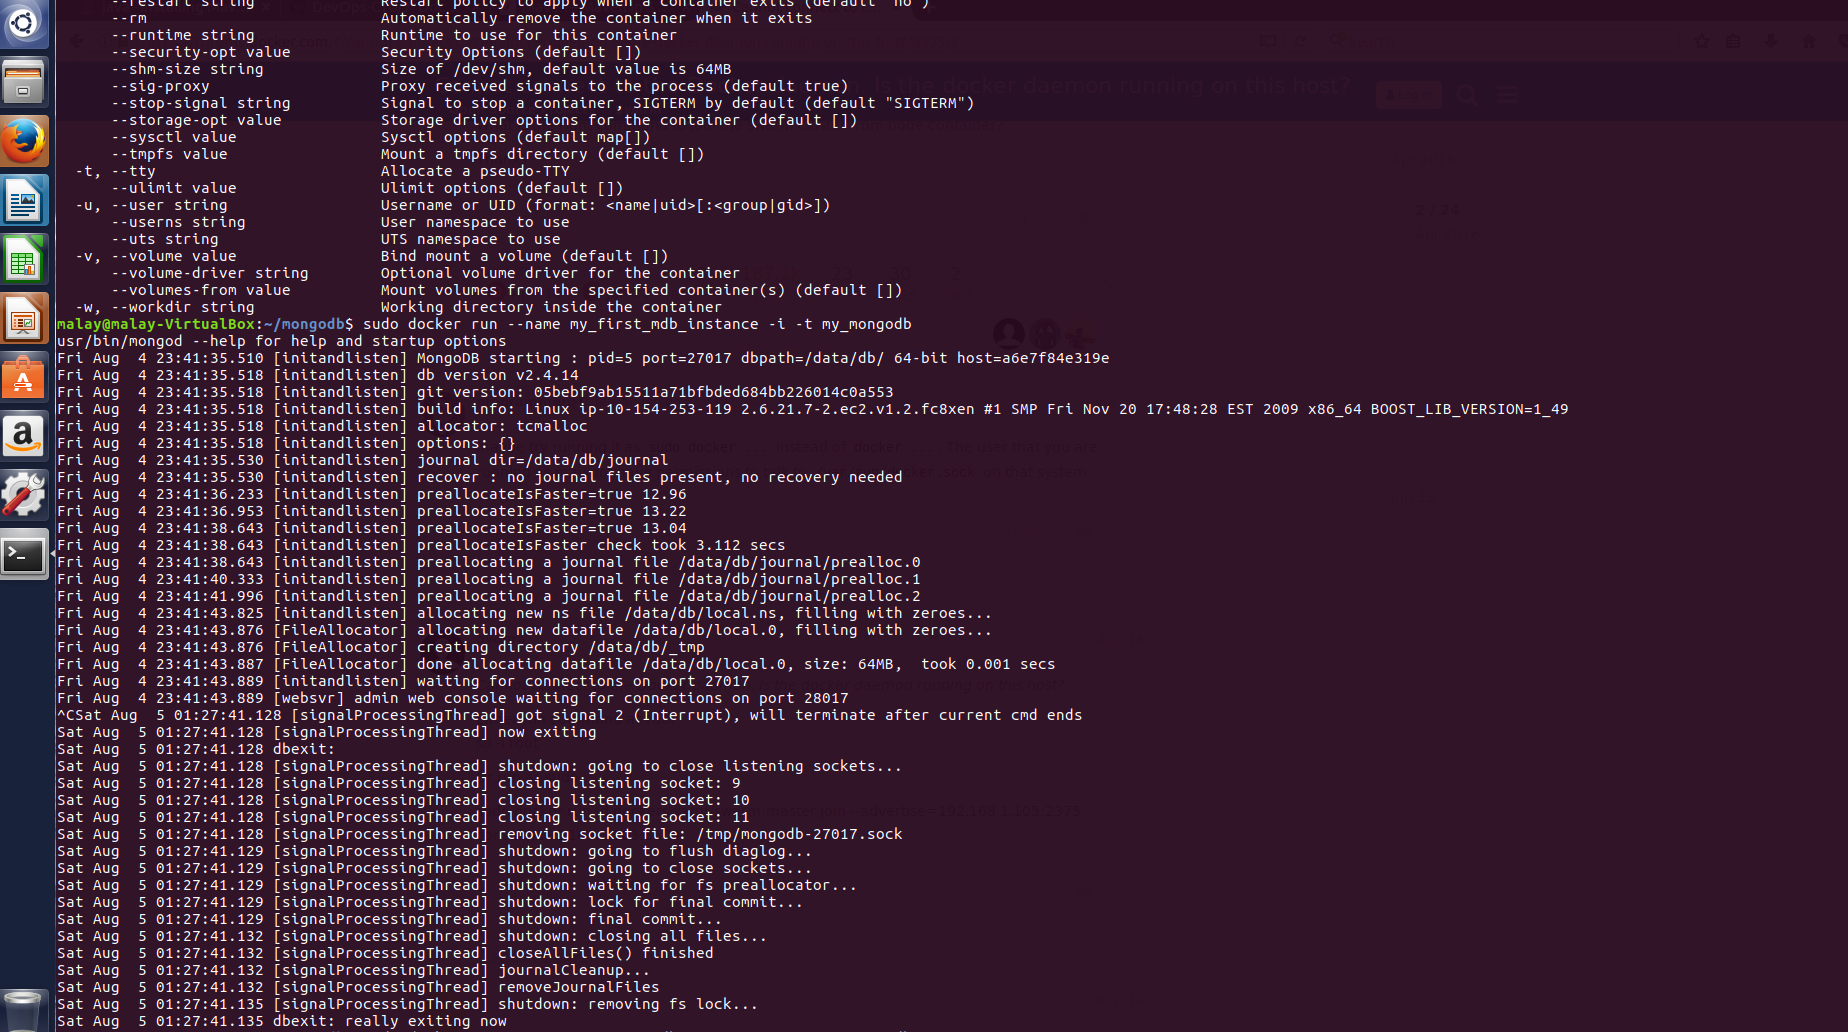 --restart string Restart policy to apply when a container exits (default "no")
--rm Automatically remove the container when it exits
--runtime string Runtime to use for this container
--security-opt value Security Options (default [])
--shm-size string Size of /dev/shm, default value is 64MB
--sig-proxy Proxy received signals to the process (default true)
is the docker daemon running on this host?
--stop-signal string Signal to stop a container, SIGTERM by default (default "SIGTERM")
--storage-opt value Storage driver options for the container (default [])
--sysctl value Sysctl options (default map[])
--tmpfs value Mount a tmpfs directory (default [])
-t, --tty Allocate a pseudo-TTY
--ulimit value Ulimit options (default [])
-u, --user string Username or UID (format: <name|uid>[:<group|gid>])
--userns string User namespace to use
--uts string UTS namespace to use
-v, --volume value Bind mount a volume (default [])
--volume-driver string Optional volume driver for the container
--volumes-from value Mount volumes from the specified container(s) (default [])
-w, --workdir string Working directory inside the container
malay@malay-VirtualBox:~/mongodb$ sudo docker run --name my_first_mdb_instance -i -t my_mongodb
usr/bin/mongod --help for help and startup options
Fri Aug  4 23:41:35.510 [initandlisten] MongoDB starting : pid=5 port=27017 dbpath=/data/db/ 64-bit host=a6e7f84e319e
Fri Aug  4 23:41:35.518 [initandlisten] db version v2.4.14
Fri Aug  4 23:41:35.518 [initandlisten] git version: 05bebf9ab15511a71bfbded684bb226014c0a553
Fri Aug  4 23:41:35.518 [initandlisten] build info: Linux ip-10-154-253-119 2.6.21.7-2.ec2.v1.2.fc8xen #1 SMP Fri Nov 20 17:48:28 EST 2009 x86_64 BOOST_LIB_VERSION=1_49
Fri Aug  4 23:41:35.518 [initandlisten] allocator: tcmalloc
Fri Aug  4 23:41:35.518 [initandlisten] options: {}
Fri Aug  4 23:41:35.530 [initandlisten] journal dir=/data/db/journal
Fri Aug  4 23:41:35.530 [initandlisten] recover : no journal files present, no recovery needed
Fri Aug  4 23:41:36.233 [initandlisten] preallocateIsFaster=true 12.96
Fri Aug  4 23:41:36.953 [initandlisten] preallocateIsFaster=true 13.22
Fri Aug  4 23:41:38.643 [initandlisten] preallocateIsFaster=true 13.04
Fri Aug  4 23:41:38.643 [initandlisten] preallocateIsFaster check took 3.112 secs
Fri Aug  4 23:41:38.643 [initandlisten] preallocating a journal file /data/db/journal/prealloc.0
Fri Aug  4 23:41:40.333 [initandlisten] preallocating a journal file /data/db/journal/prealloc.1
Fri Aug  4 23:41:41.996 [initandlisten] preallocating a journal file /data/db/journal/prealloc.2
Fri Aug  4 23:41:43.825 [initandlisten] allocating new ns file /data/db/local.ns, filling with zeroes...
Fri Aug  4 23:41:43.876 [FileAllocator] allocating new datafile /data/db/local.0, filling with zeroes...
Fri Aug  4 23:41:43.876 [FileAllocator] creating directory /data/db/_tmp
Fri Aug  4 23:41:43.887 [FileAllocator] done allocating datafile /data/db/local.0, size: 64MB,  took 0.001 secs
Fri Aug  4 23:41:43.889 [initandlisten] waiting for connections on port 27017
Fri Aug  4 23:41:43.889 [websvr] admin web console waiting for connections on port 28017
^CSat Aug  5 01:27:41.128 [signalProcessingThread] got signal 2 (Interrupt), will terminate after current cmd ends
Sat Aug  5 01:27:41.128 [signalProcessingThread] now exiting
Sat Aug  5 01:27:41.128 dbexit:
Sat Aug  5 01:27:41.128 [signalProcessingThread] shutdown: going to close listening sockets...
Sat Aug  5 01:27:41.128 [signalProcessingThread] closing listening socket: 9
Sat Aug  5 01:27:41.128 [signalProcessingThread] closing listening socket: 10
Sat Aug  5 01:27:41.128 [signalProcessingThread] closing listening socket: 11
Sat Aug  5 01:27:41.128 [signalProcessingThread] removing socket file: /tmp/mongodb-27017.sock
Sat Aug  5 01:27:41.129 [signalProcessingThread] shutdown: going to flush diaglog...
Sat Aug  5 01:27:41.129 [signalProcessingThread] shutdown: going to close sockets...
Sat Aug  5 01:27:41.129 [signalProcessingThread] shutdown: waiting for fs preallocator...
Sat Aug  5 01:27:41.129 [signalProcessingThread] shutdown: lock for final commit...
Sat Aug  5 01:27:41.129 [signalProcessingThread] shutdown: final commit...
Sat Aug  5 01:27:41.132 [signalProcessingThread] shutdown: closing all files...
Sat Aug  5 01:27:41.132 [signalProcessingThread] closeAllFiles() finished
Sat Aug  5 01:27:41.132 [signalProcessingThread] journalCleanup...
Sat Aug  5 01:27:41.132 [signalProcessingThread] removeJournalFiles
Sat Aug  5 01:27:41.135 [signalProcessingThread] shutdown: removing fs lock...
Sat Aug  5 01:27:41.135 dbexit: really exiting now